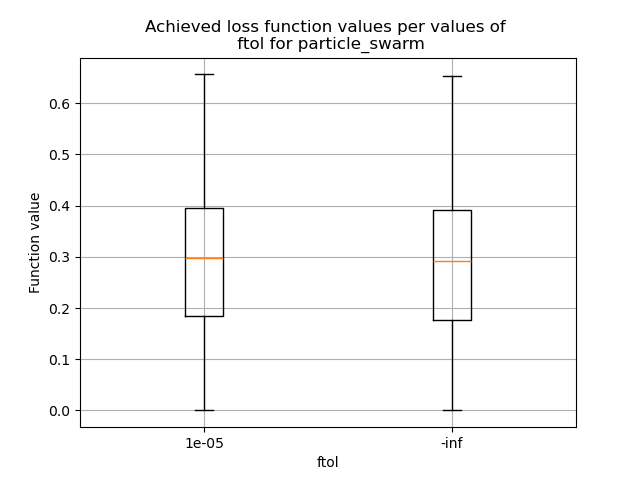 Achieved loss function values per values of
ftol for particle_swarm
Function value
0.6
0.5
0.4
0.3
0.2
0.1
0.0
1e-05
-inf
ftol